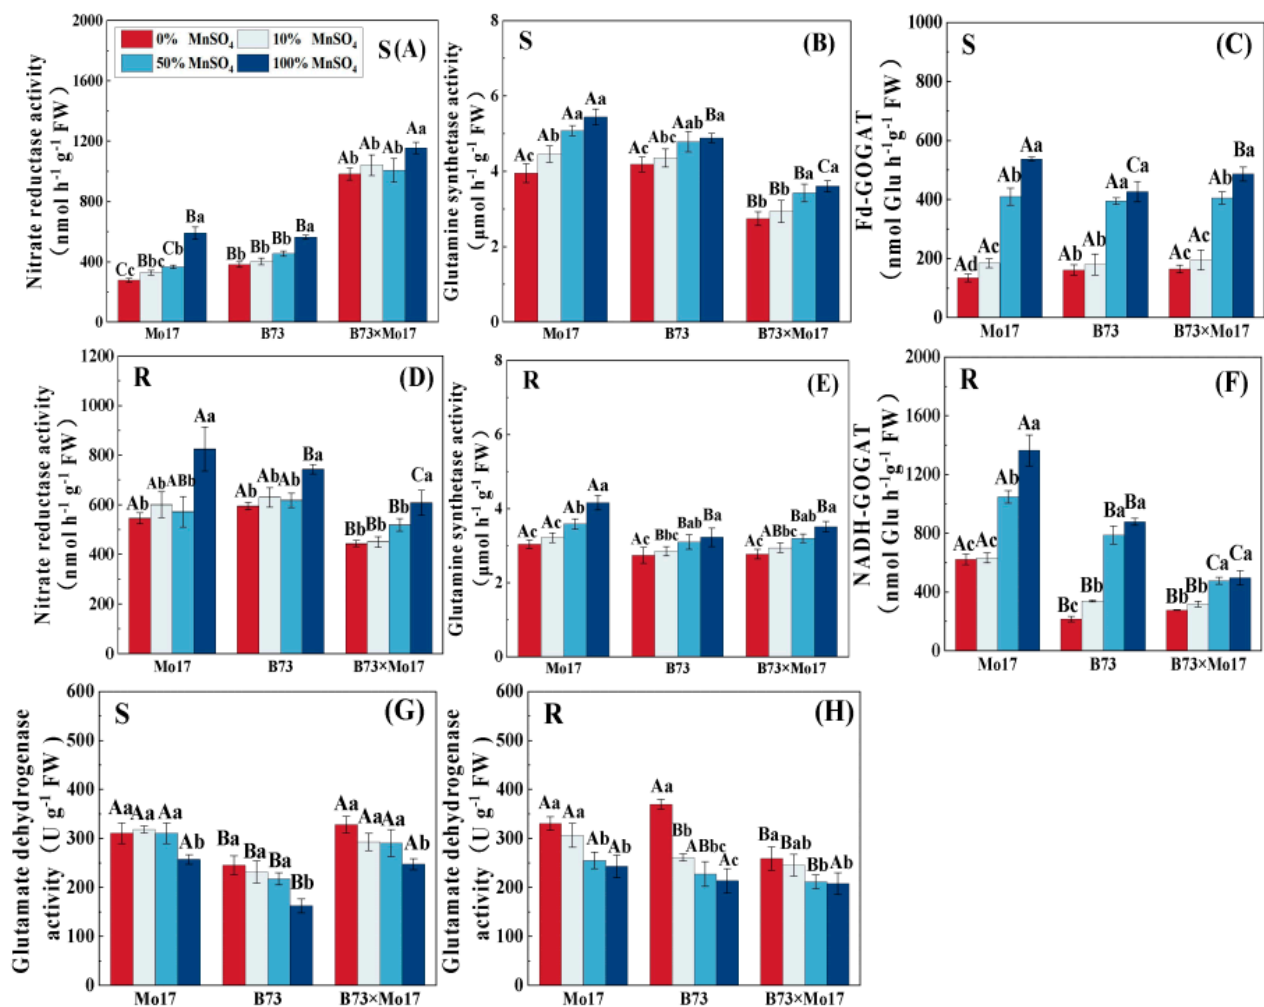 Nitrate reductase activity
(nmol h-1 g-1 FW)
2000
1600
1200
800
400
0
0% MnSO4
10% MnSO4
50% MnSO4
100% MnSO4
S (A)
Cc
Bbc
Cb
Ba
Bb
Bb
Bb
Ba
Ab
Ab
Ab
Aa
Mo17
B73
B73×Mo17
Glutamine synthetase activity
(μmol h-1 g-1 FW)
8
6
4
2
0
S
(B)
Ac
Ab
Aa
Aa
Ac
Abc
Aab
Ba
Bb
Bb
Ba
Ca
Mo17
B73
B73×Mo17
Fd-GOGAT
(nmol Glu h-1g-1 FW)
1000
800
600
400
200
0
S
(C)
Ad
Ac
Ab
Aa
Ab
Ab
Aa
Ca
Ac
Ac
Ab
Ba
Mo17
B73
B73×Mo17
Nitrate reductase activity
(nmol h-1 g-1 FW)
1200
1000
800
600
400
200
0
R
(D)
Ab
Ab
ABb
Aa
Ab
Ab
Ab
Ba
Bb
Bb
Bb
Ca
Mo17
B73
B73×Mo17
Glutamine synthetase activity
(μmol h-1 g-1 FW)
8
6
4
2
0
R
(E)
Ac
Ac
Ab
Aa
Ac
Bbc
Bab
Ba
Ac
ABbc
Bab
Ba
Mo17
B73
B73×Mo17
NADH-GOGAT
(nmol Glu h-1g-1 FW)
2000
1600
1200
800
400
0
R
(F)
Ac
Ac
Ab
Aa
Bc
Bb
Ba
Ba
Bb
Bb
Ca
Ca
Mo17
B73
B73×Mo17
Glutamate dehydrogenase
activity (U g-1 FW)
600
500
400
300
200
100
0
S
(G)
Aa
Aa
Aa
Ab
Ba
Ba
Ba
Bb
Aa
Aa
Aa
Ab
Mo17
B73
B73×Mo17
Glutamate dehydrogenase
activity (U g-1 FW)
600
500
400
300
200
100
0
R
(H)
Aa
Aa
Ab
Ab
Aa
Bb
ABbc
Ac
Ba
Bab
Bb
Ab
Mo17
B73
B73×Mo17